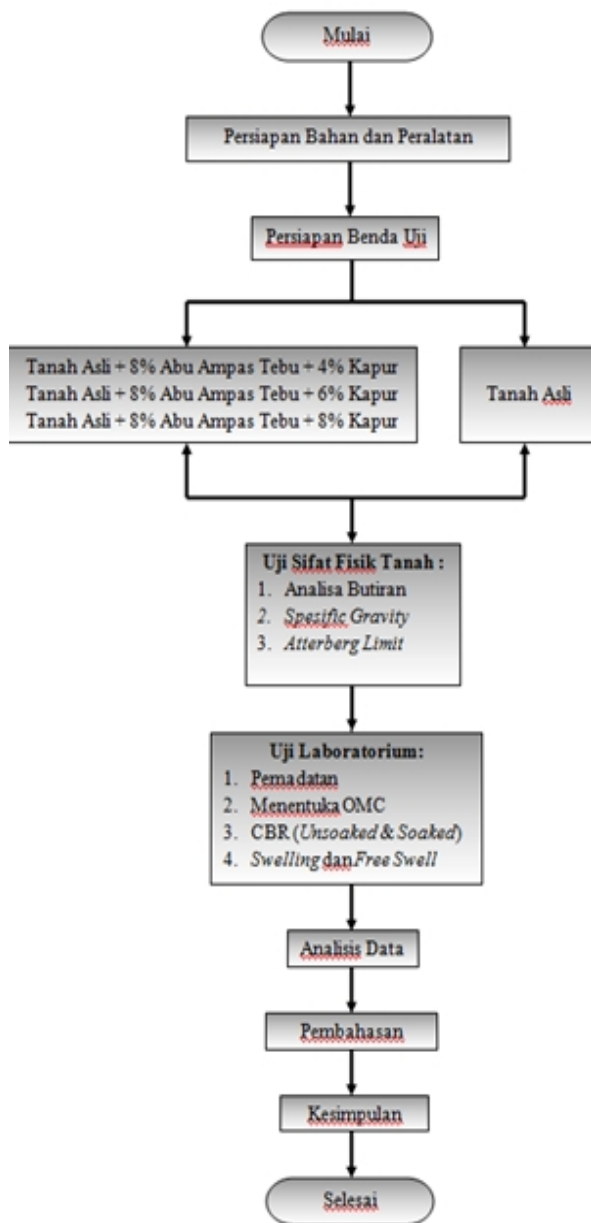 Mulai
Persiapan Bahan dan Peralatan
Persiapan Benda Uji
Tanah Asli + 8% Abu Ampas Tebu + 4% Kapur
Tanah Asli + 8% Abu Ampas Tebu + 6% Kapur
Tanah Asli + 8% Abu Ampas Tebu + 8% Kapur
Tanah Asli
Uji Sifat Fisik Tanah :
1. Analisa Butiran
2. Spesific Gravity
3. Atterberg Limit
Uji Laboratorium:
1. Pemadatan
2. Menentuka OMC
3. CBR (Unsoaked & Soaked)
4. Swelling dan Free Swell
Analisis Data
Pembahasan
Kesimpulan
Selesai